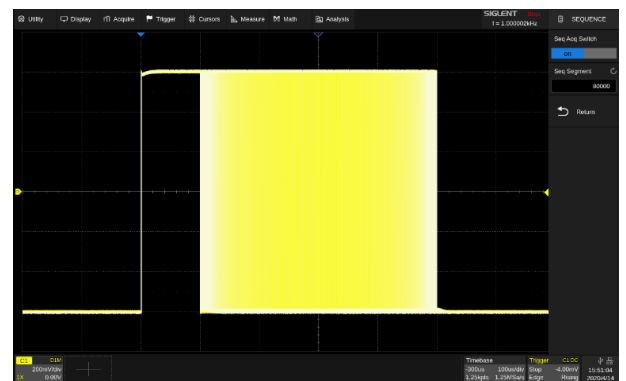 Utility Display Acquire Trigger Cursors Measure Math Analysis
SIGLENT
f = 1.000002kHz
SEQUENCE
Seq Acq Switch
on
Seq Segment
80000
Return
C1 D1M
200mV/div
1X 0.00V
Timebase
-300us 100us/div
1.25kpts 1.25MSa/s
Trigger C1 DC
Stop -4.00mV
Edge Rising
15:51:04
2020/4/14